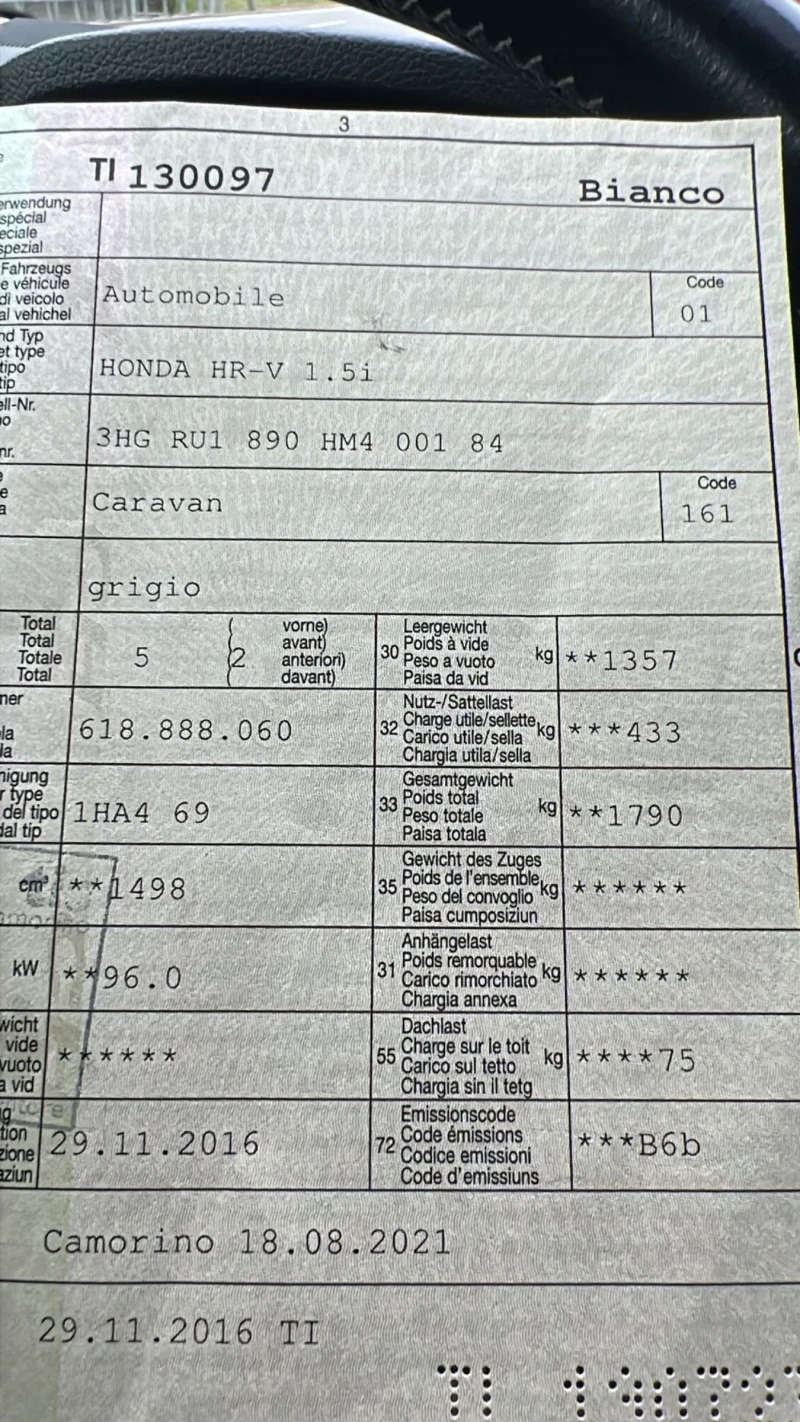 3
TI 130097 Bianco
erwendung
spécial
eciale
spezial
Fahrzeugs
e véhicule
di veicolo
al vehichel
Automobile
Code
01
nd Typ
et type
tipo
tip
HONDA HR-V 1.5i
ell-Nr.
no
nr.
3HG RU1 890 HM4 001 84
e
a
Caravan
Code
161
grigio
Total
Total
Totale
Total
5
(2
vorne)
avant)
anteriori)
davant)
30
Leergewicht
Poids à vide
Peso a vuoto
Paisa da vid
kg
**1357
ner
la
la
618.888.060
32
Nutz-/Sattellast
Charge utile/sellette
Carico utile/sella
Chargia utila/sella
kg
***433
nigung
r type
del tipo
dal tip
1HA4 69
33
Gesamtgewicht
Poids total
Peso totale
Paisa totala
kg
**1790
cm³
**1498
35
Gewicht des Zuges
Poids de l'ensemble
Peso del convoglio
Paisa cumposiziun
kg
******
kW
**96.0
31
Anhängelast
Poids remorquable
Carico rimorchiato
Chargia annexa
kg
******
wicht
vide
vuoto
a vid
******
55
Dachlast
Charge sur le toit
Carico sul tetto
Chargia sin il tetg
kg
****75
g
tion
zione
aziun
29.11.2016
72
Emissionscode
Code émissions
Codice emissioni
Code d'emissiuns
***B6b
Camorino 18.08.2021
29.11.2016 TI
TI